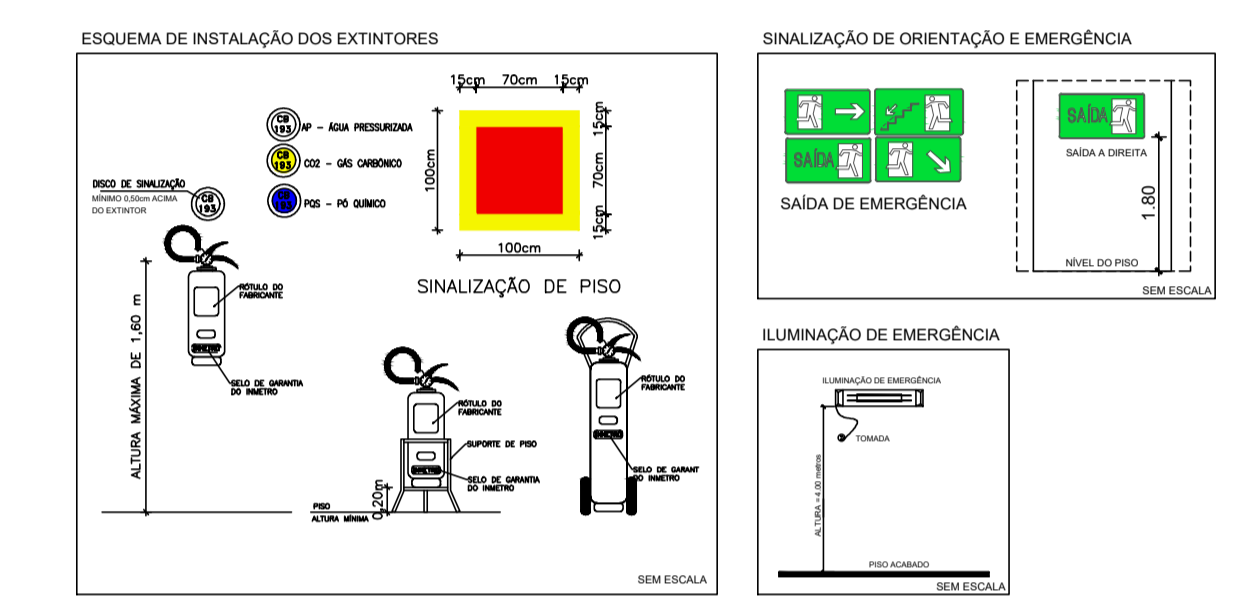 ESQUEMA DE INSTALAÇÃO DOS EXTINTORES
15cm 70cm 15cm
CB
193
AP - ÁGUA PRESSURIZADA
CB
193
CO2 - GÁS CARBÔNICO
CB
193
PQS - PÓ QUÍMICO
100cm
15cm
70cm
15cm
100cm
SINALIZAÇÃO DE PISO
DISCO DE SINALIZAÇÃO
MÍNIMO 0,50cm ACIMA
DO EXTINTOR
CB
193
ALTURA MÁXIMA DE 1,60 m
RÓTULO DO
FABRICANTE
INMETRO
SELO DE GARANTIA
DO INMETRO
RÓTULO DO
FABRICANTE
SUPORTE DE PISO
INMETRO
SELO DE GARANTIA
DO INMETRO
0,20m
PISO
ALTURA MÍNIMA
RÓTULO DO
FABRICANTE
INMETRO
SELO DE GARANT
DO INMETRO
SEM ESCALA
SINALIZAÇÃO DE ORIENTAÇÃO E EMERGÊNCIA
SAÍDA
SAÍDA DE EMERGÊNCIA
SAÍDA
SAÍDA A DIREITA
1.80
NÍVEL DO PISO
SEM ESCALA
ILUMINAÇÃO DE EMERGÊNCIA
ILUMINAÇÃO DE EMERGÊNCIA
TOMADA
ALTURA = 4.00 metros
PISO ACABADO
SEM ESCALA